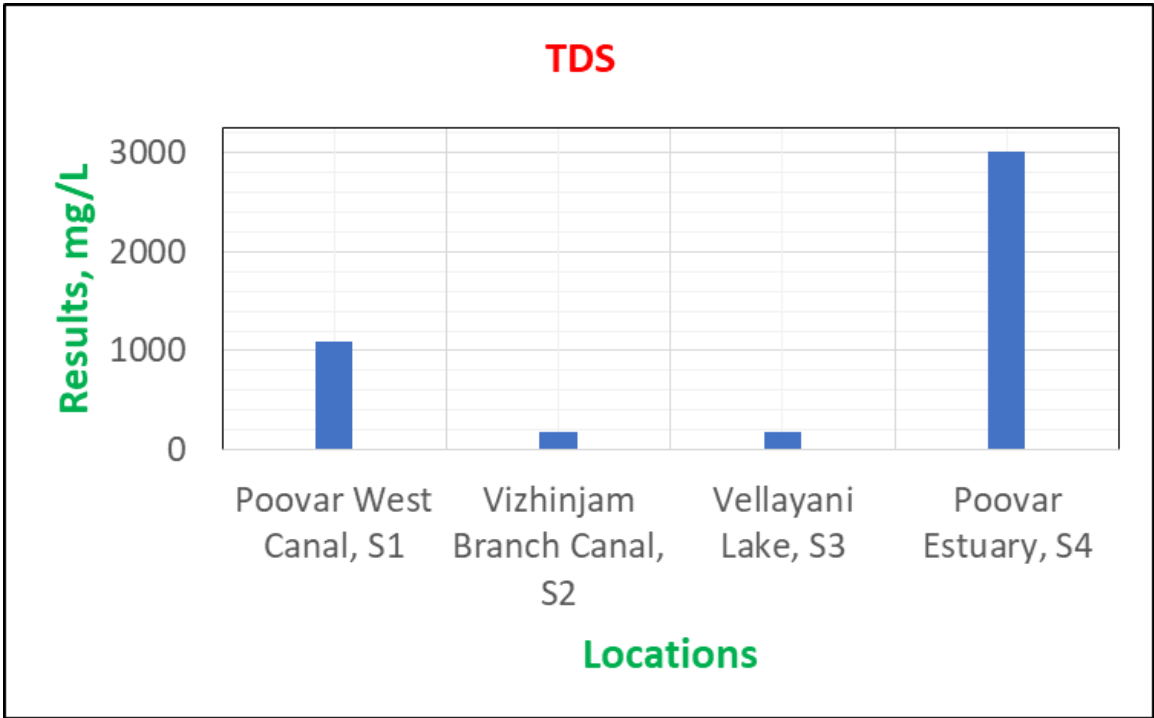 TDS
Results, mg/L
3000
2000
1000
0
Poovar West
Canal, S1
Vizhinjam
Branch Canal,
S2
Vellayani
Lake, S3
Poovar
Estuary, S4
Locations